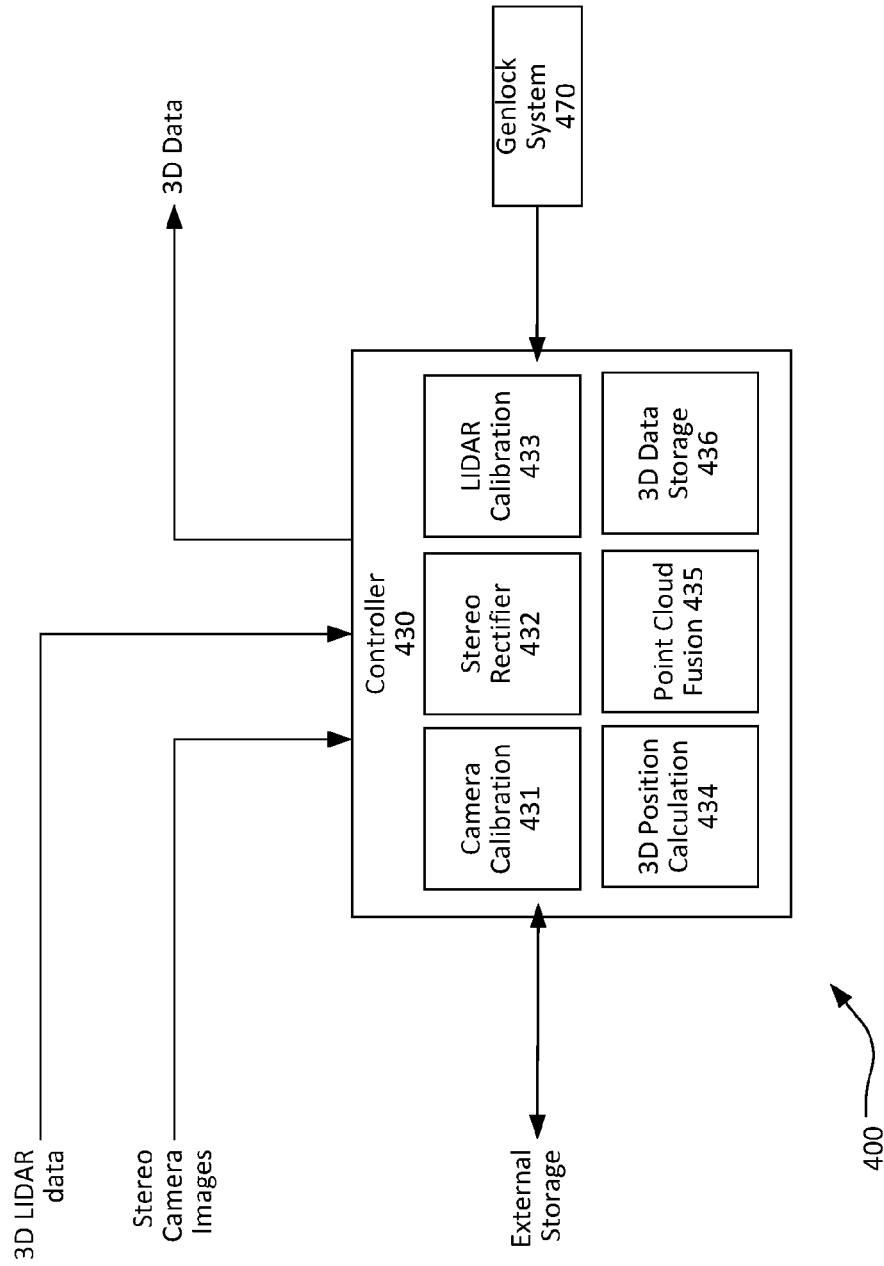 3D LIDAR
data
Stereo
Camera
Images
3D Data
Controller
430
Camera
Calibration
431
Stereo
Rectifier
432
LIDAR
Calibration
433
3D Position
Calculation
434
Point Cloud
Fusion 435
3D Data
Storage
436
External
Storage
Genlock
System
470
400